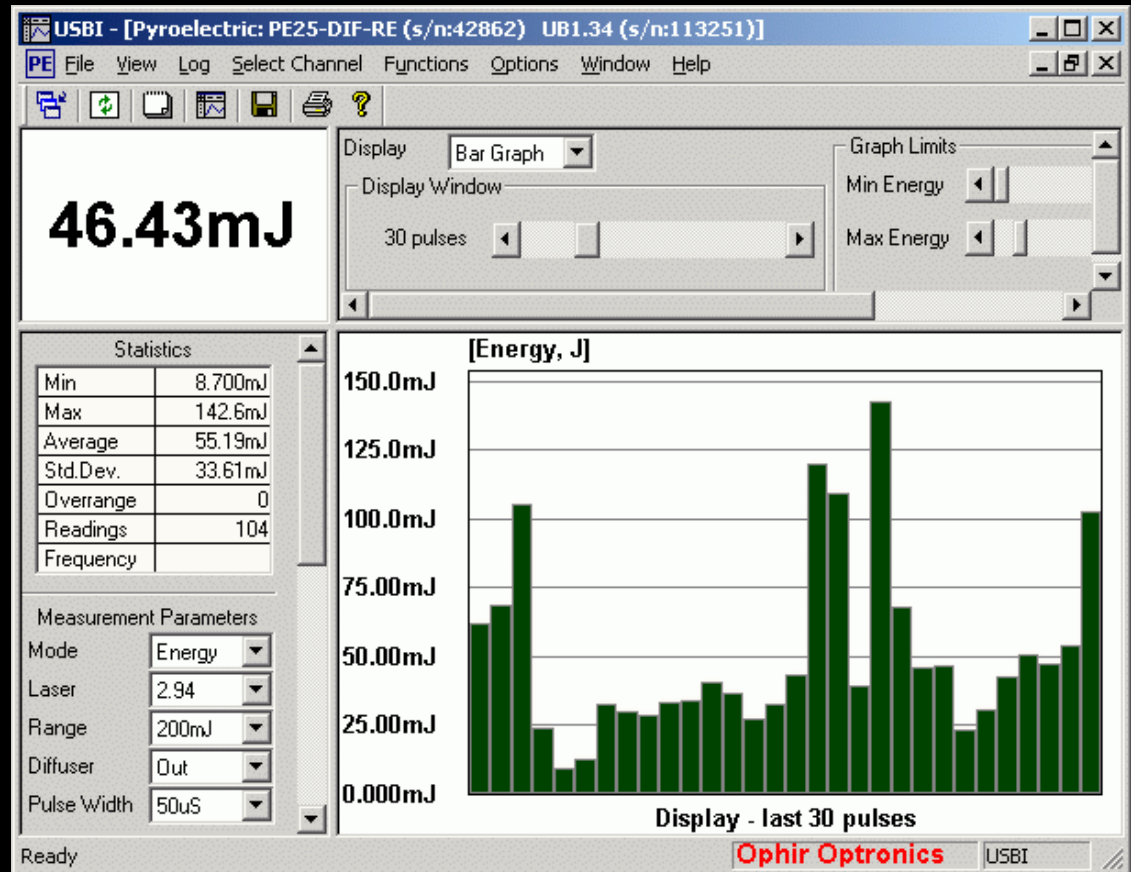 USBI - [Pyroelectric: PE25-DIF-RE (s/n:42862) UB1.34 (s/n:113251)]
PE File View Log Select Channel Functions Options Window Help
46.43mJ
Display Bar Graph
Display Window
30 pulses
Graph Limits
Min Energy
Max Energy
Statistics
Min 8.700mJ
Max 142.6mJ
Average 55.19mJ
Std.Dev. 33.61mJ
Overrange 0
Readings 104
Frequency
Measurement Parameters
Mode Energy
Laser 2.94
Range 200mJ
Diffuser Out
Pulse Width 50uS
[Energy, J]
150.0mJ
125.0mJ
100.0mJ
75.00mJ
50.00mJ
25.00mJ
0.000mJ
Display - last 30 pulses
Ready
Ophir Optronics USBI